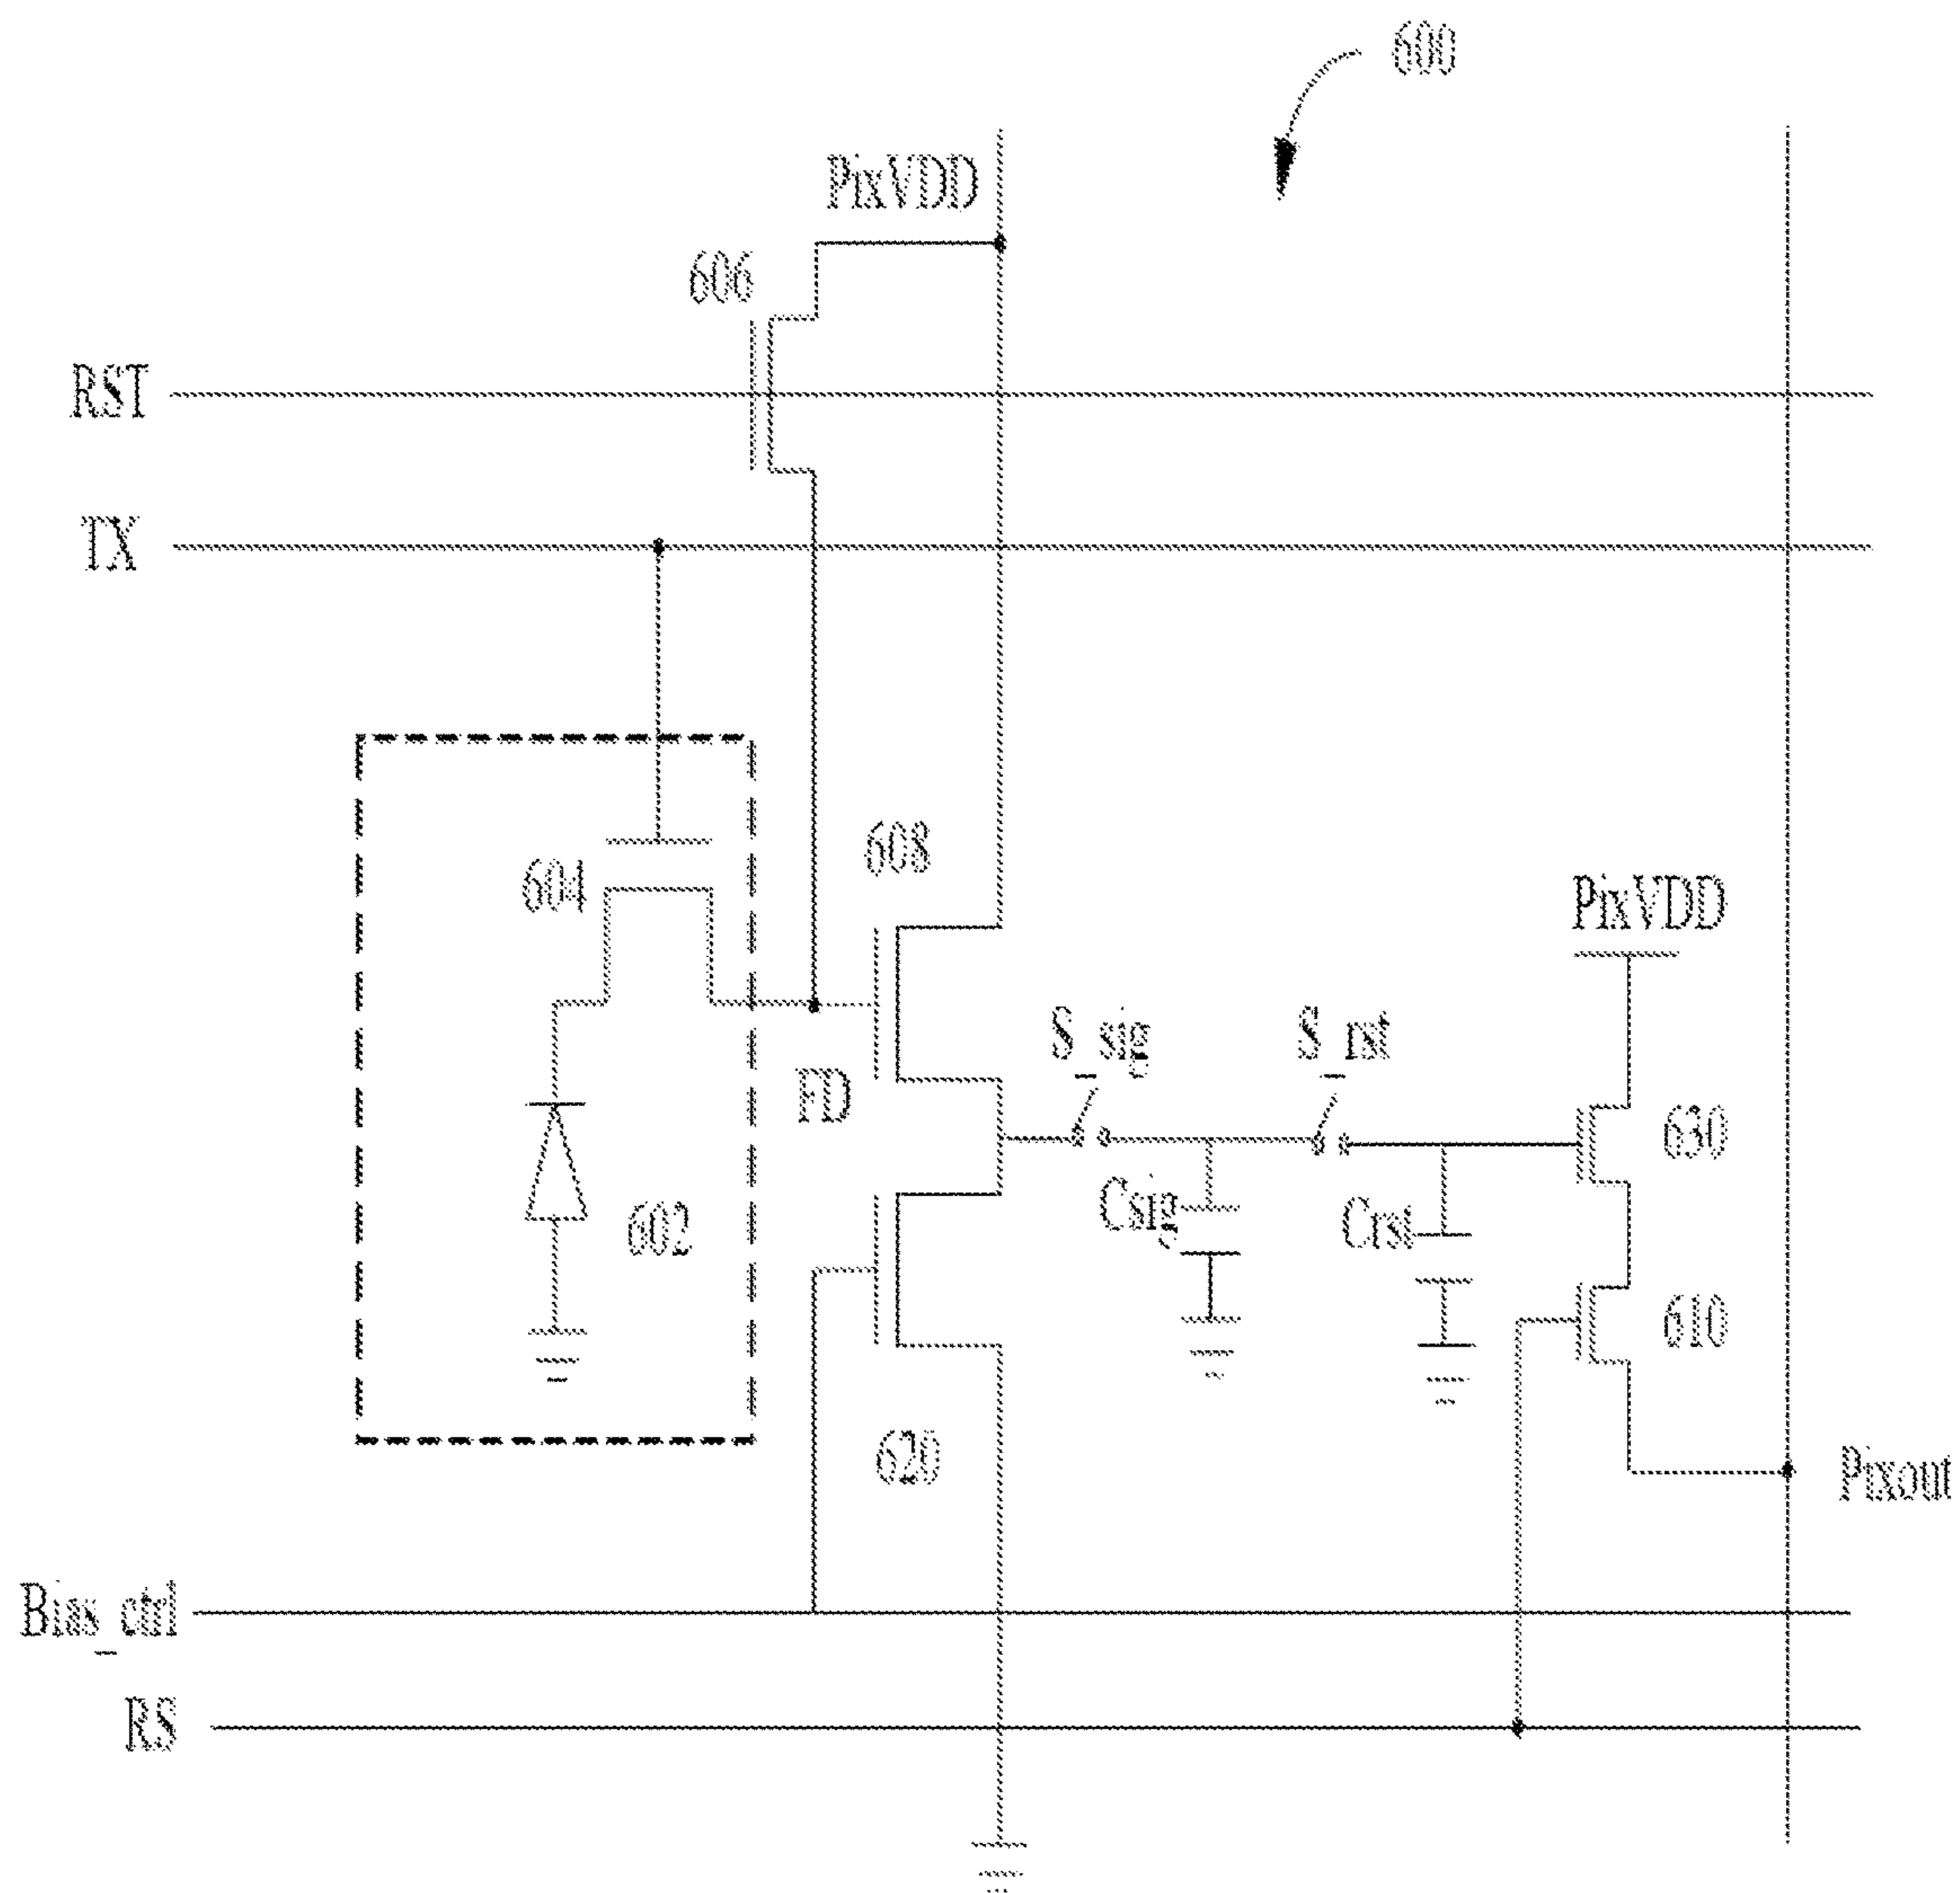 600
PixVDD
606
RST
TX
608
604
PixVDD
S_sig
S_rst
FD
630
Csig
Crst
602
610
620
Pixout
Bias_ctrl
RS